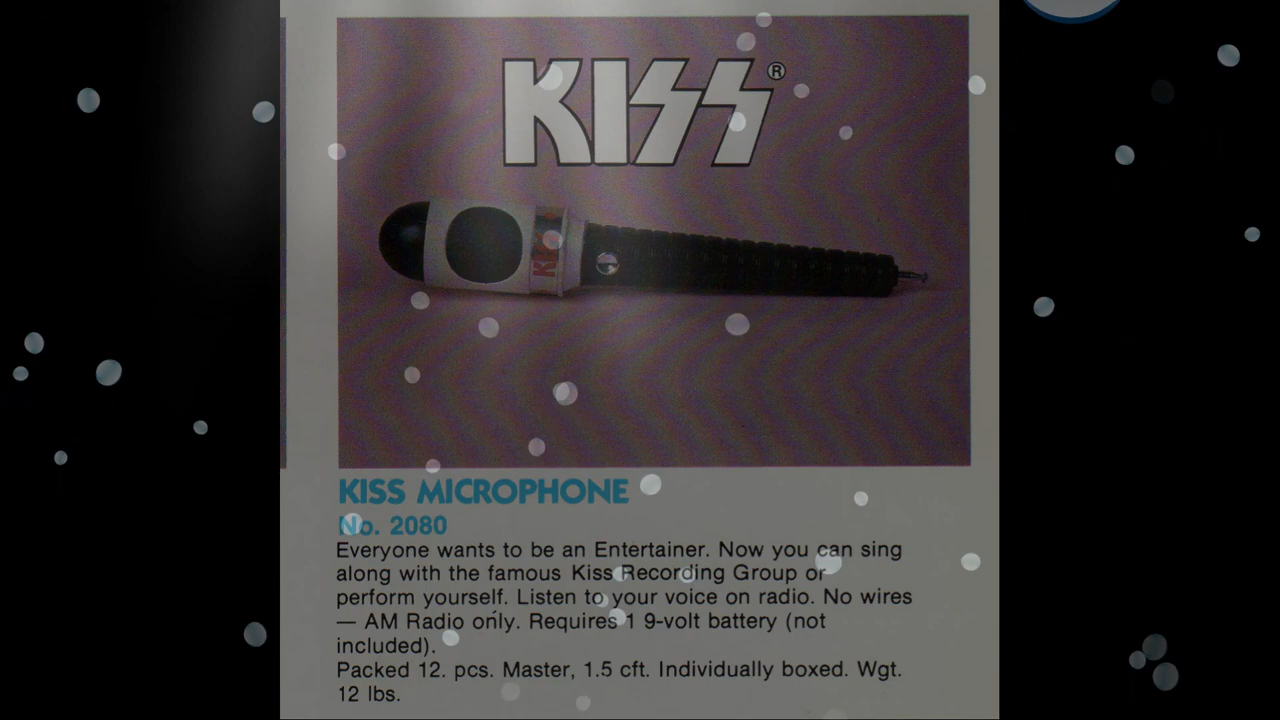 KISS®
KISS
KISS MICROPHONE
No. 2080
Everyone wants to be an Entertainer. Now you can sing
along with the famous Kiss Recording Group or
perform yourself. Listen to your voice on radio. No wires
— AM Radio only. Requires 1 9-volt battery (not
included).
Packed 12. pcs. Master, 1.5 cft. Individually boxed. Wgt.
12 lbs.